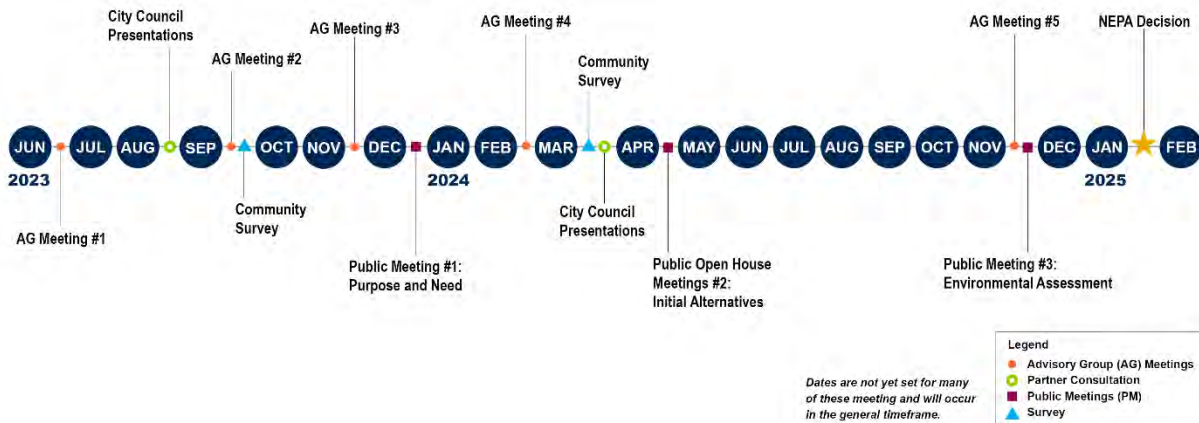 City Council
Presentations
AG Meeting #2
AG Meeting #3
AG Meeting #4
Community
Survey
AG Meeting #5
NEPA Decision
JUN JUL AUG SEP OCT NOV DEC JAN FEB MAR APR MAY JUN JUL AUG SEP OCT NOV DEC JAN FEB
2023 2024 2025
AG Meeting #1
Community
Survey
Public Meeting #1:
Purpose and Need
City Council
Presentations
Public Open House
Meetings #2:
Initial Alternatives
Public Meeting #3:
Environmental Assessment
Dates are not yet set for many
of these meeting and will occur
in the general timeframe.
Legend
Advisory Group (AG) Meetings
Partner Consultation
Public Meetings (PM)
Survey